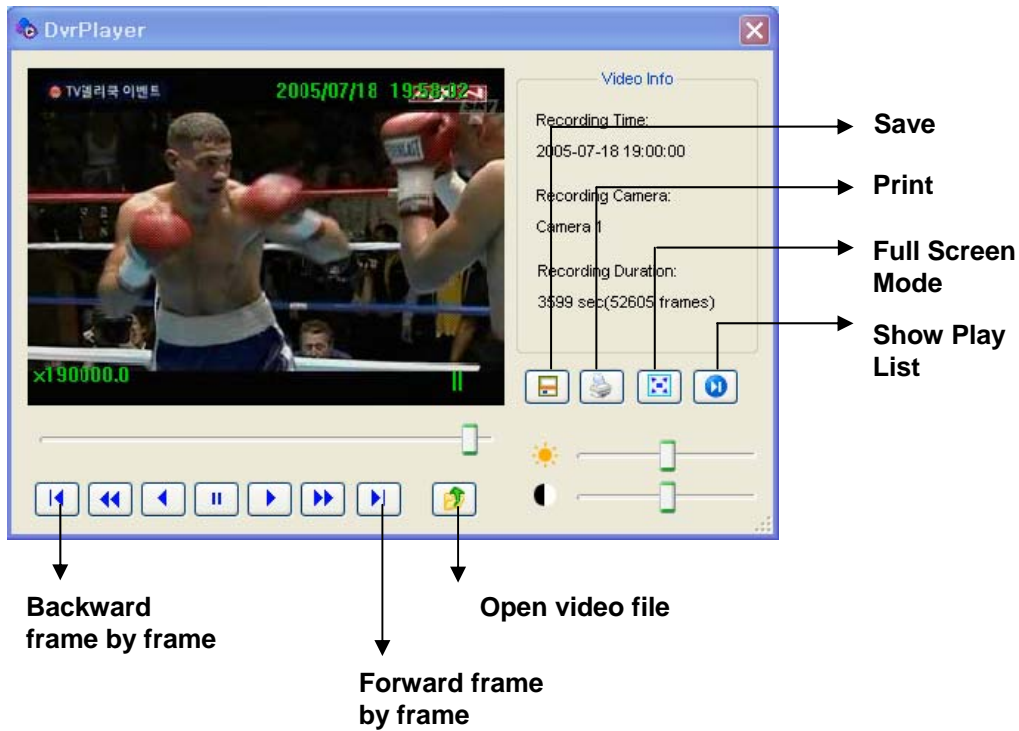 DvrPlayer
TV델리쿡 이벤트
2005/07/18 19:58:02
×190000.0
Video Info
Recording Time:
2005-07-18 19:00:00
Recording Camera:
Camera 1
Recording Duration:
3599 sec(52605 frames)
Save
Print
Full Screen
Mode
Show Play
List
Backward
frame by frame
Open video file
Forward frame
by frame